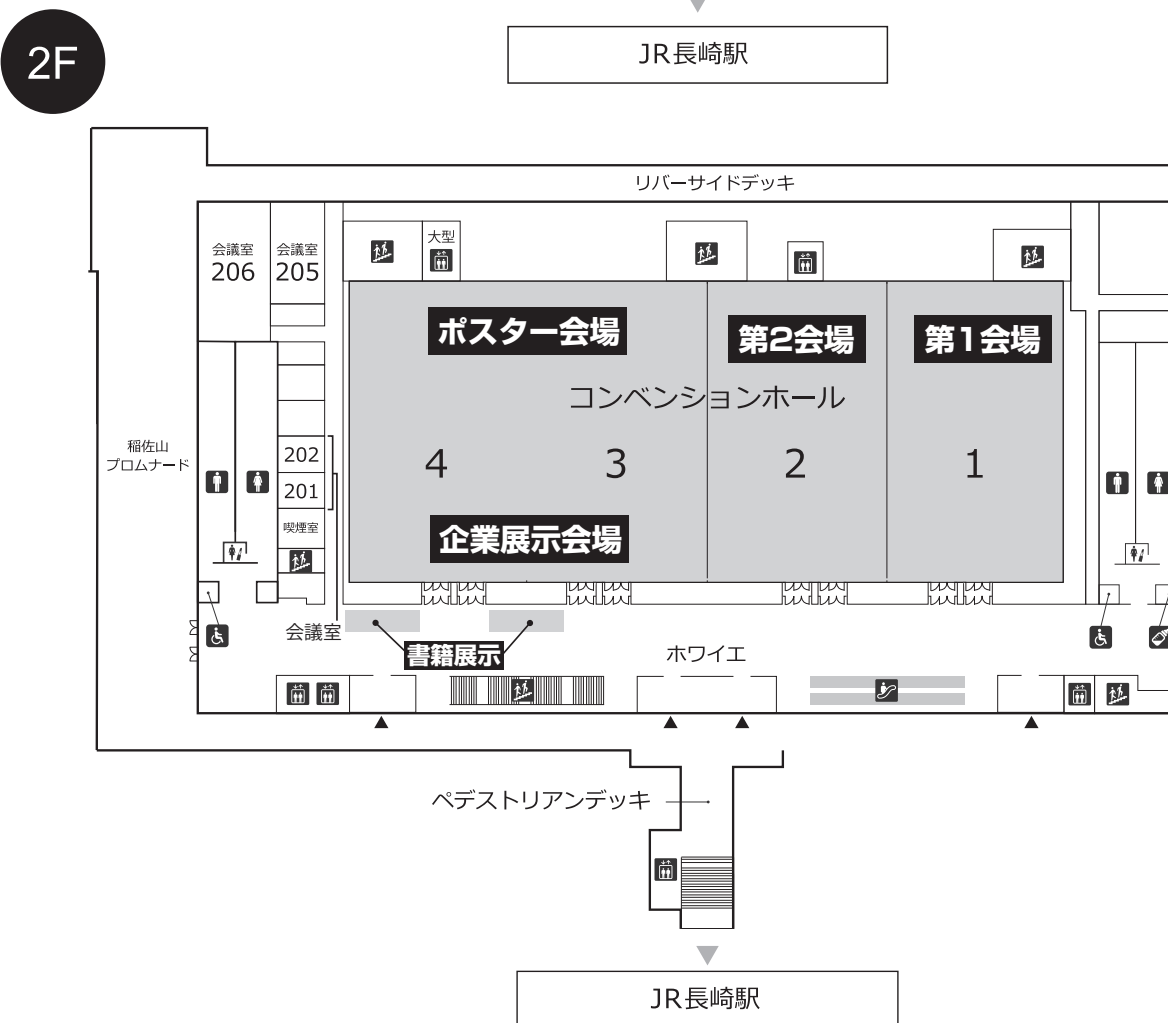 2F
JR長崎駅
リバーサイドデッキ
会議室
206
会議室
205
大型
ポスター会場
第2会場
第1会場
コンベンションホール
稲佐山
プロムナード
202
201
喫煙室
4
3
2
1
企業展示会場
会議室
書籍展示
ホワイエ
ペデストリアンデッキ
JR長崎駅